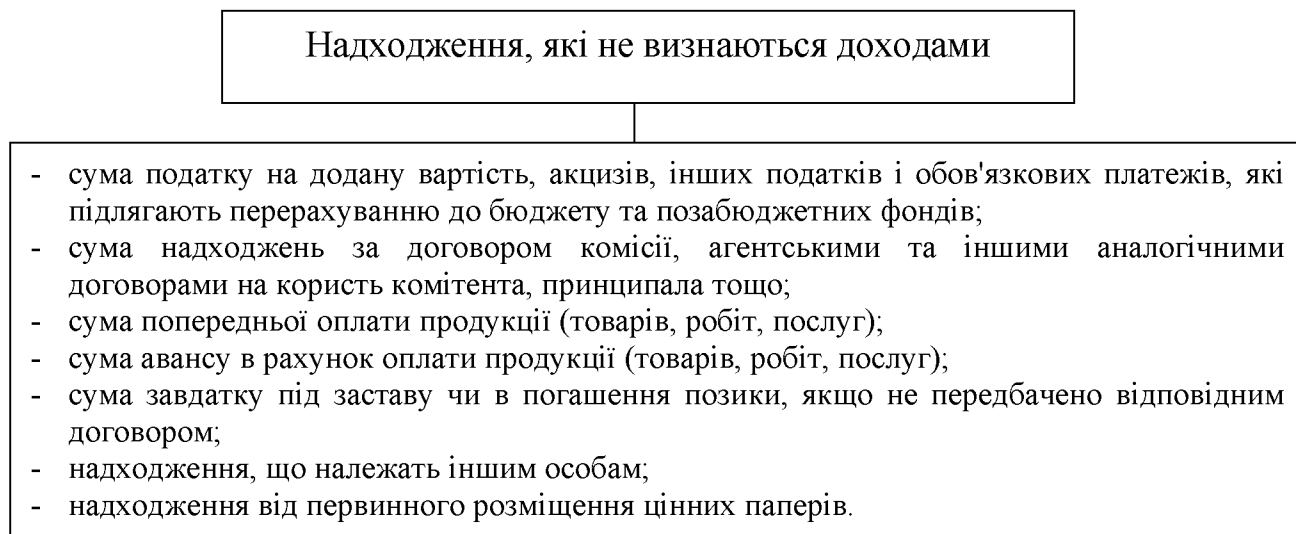 Надходження, які не визнаються доходами
- сума податку на додану вартість, акцизів, інших податків і обов'язкових платежів, які
підлягають перерахуванню до бюджету та позабюджетних фондів;
- сума надходжень за договором комісії, агентськими та іншими аналогічними
договорами на користь комітента, принципала тощо;
- сума попередньої оплати продукції (товарів, робіт, послуг);
- сума авансу в рахунок оплати продукції (товарів, робіт, послуг);
- сума завдатку під заставу чи в погашення позики, якщо не передбачено відповідним
договором;
- надходження, що належать іншим особам;
- надходження від первинного розміщення цінних паперів.